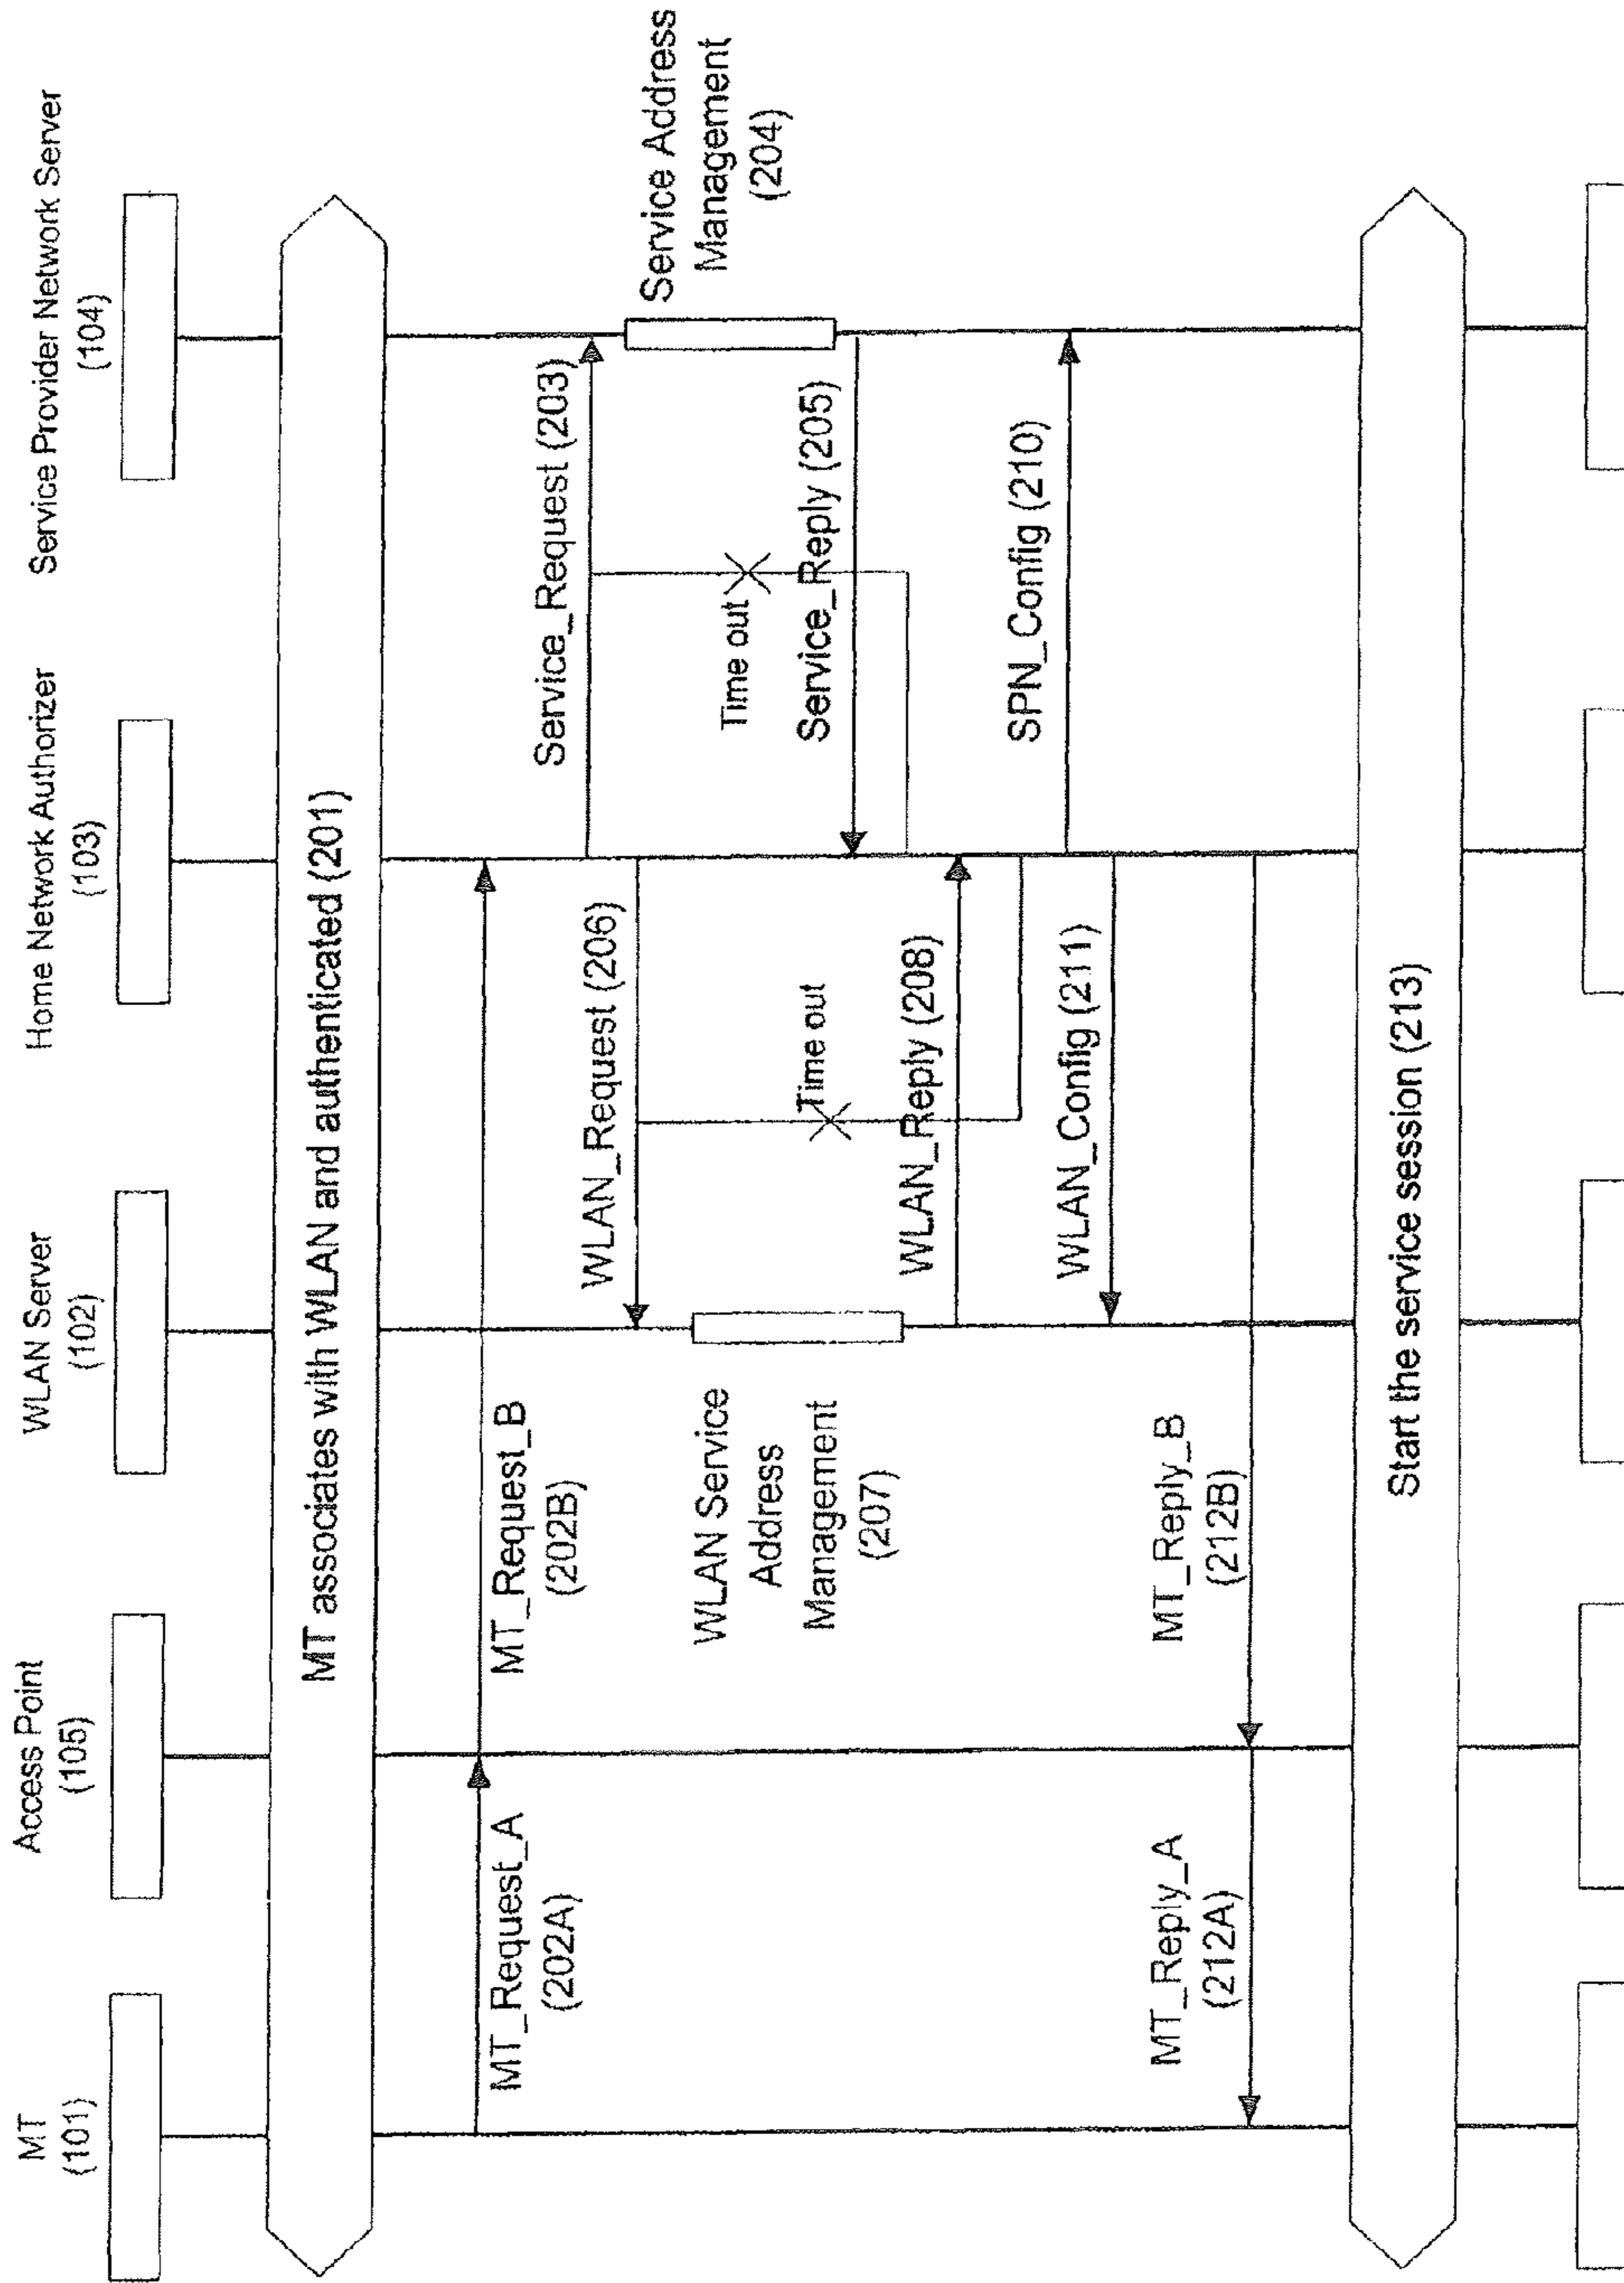 MT
(101)
Access Point
(105)
WLAN Server
(102)
Home Network Authorizer
(103)
Service Provider Network Server
(104)
MT associates with WLAN and authenticated (201)
MT_Request_A
(202A)
MT_Request_B
(202B)
Service_Request (203)
WLAN_Request (206)
Service Address
Management
(204)
Time out
WLAN Service
Address
Management
(207)
Time out
Service_Reply (205)
WLAN_Reply (208)
SPN_Config (210)
WLAN_Config (211)
MT_Reply_B
(212B)
MT_Reply_A
(212A)
Start the service session (213)